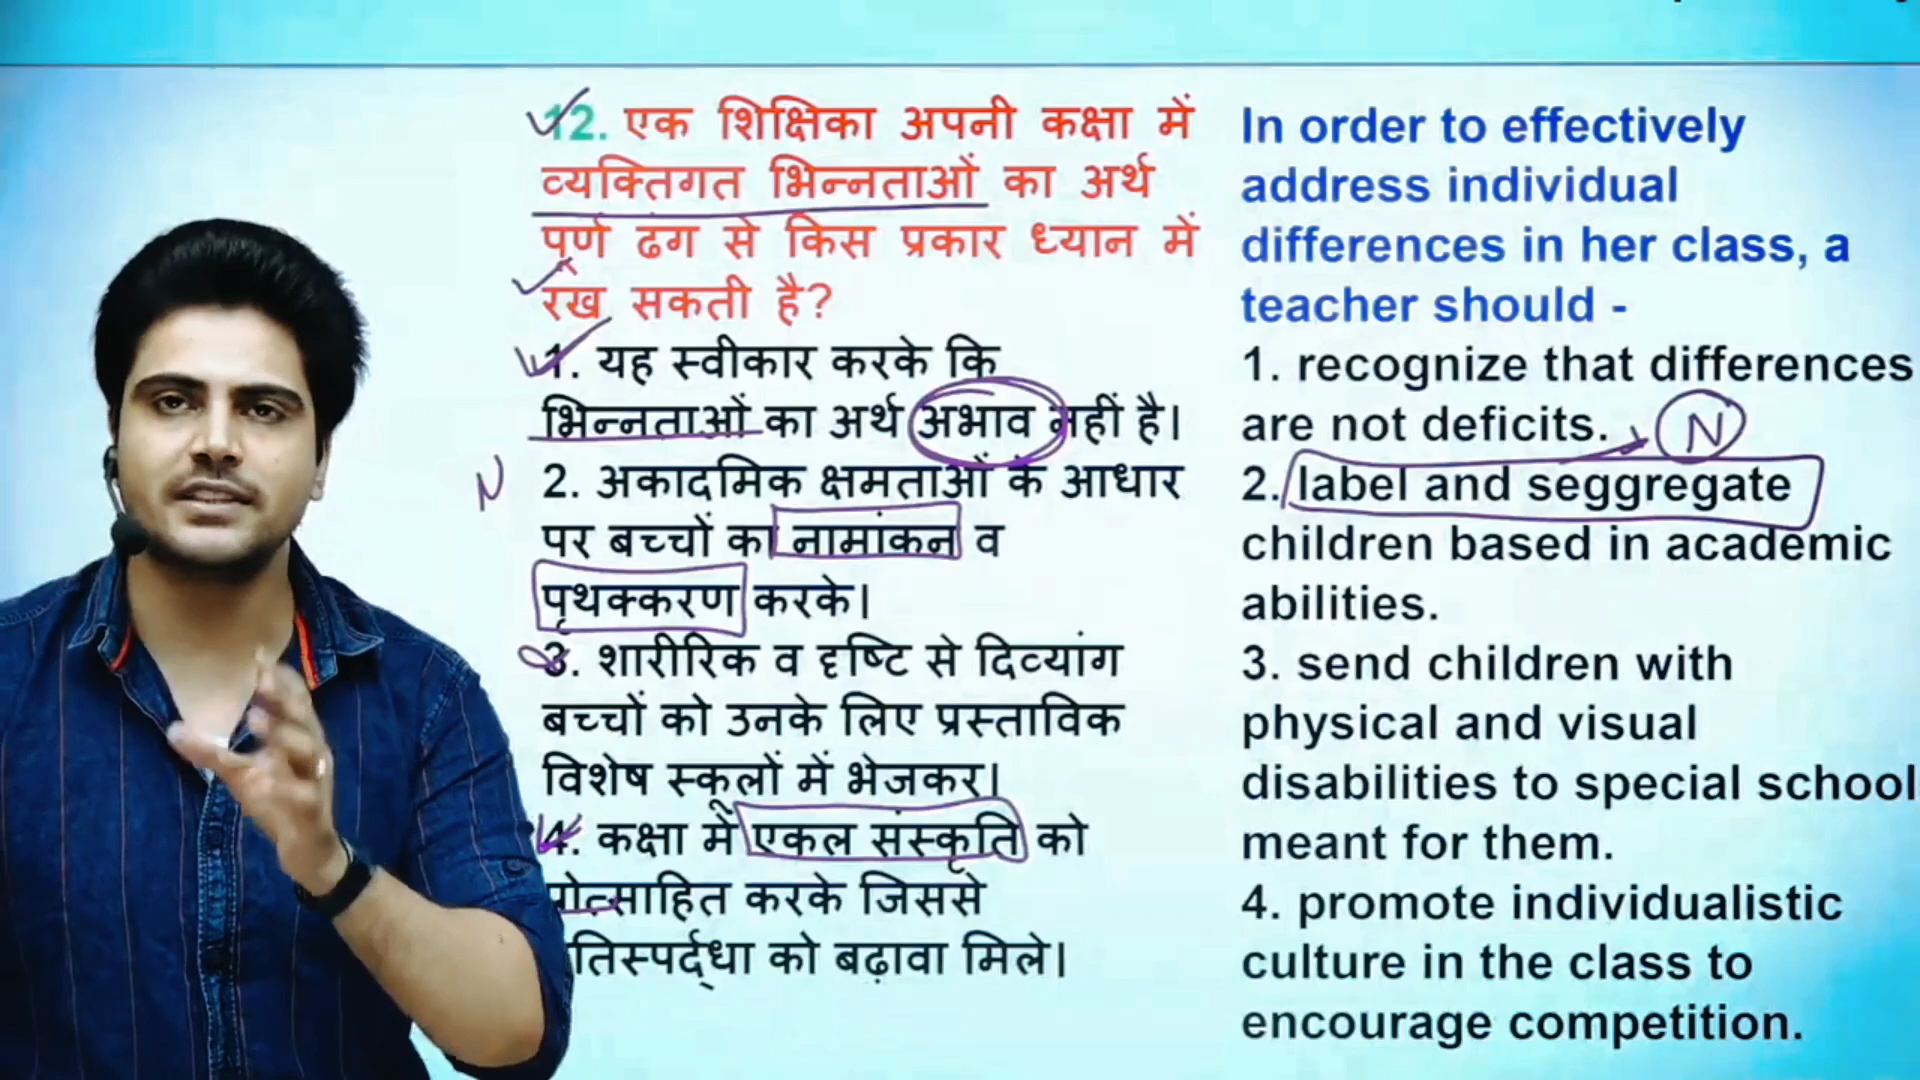 12. एक शिक्षिका अपनी कक्षा में
व्यक्तिगत भिन्नताओं का अर्थ
पूर्ण ढंग से किस प्रकार ध्यान में
रख सकती है?
1. यह स्वीकार करके कि
भिन्नताओं का अर्थ अभाव नहीं है।
N
2. अकादमिक क्षमताओं के आधार
पर बच्चों का नामांकन व
पृथक्करण करके।
3. शारीरिक व दृष्टि से दिव्यांग
बच्चों को उनके लिए प्रस्ताविक
विशेष स्कूलों में भेजकर।
4. कक्षा में एकल संस्कृति को
प्रोत्साहित करके जिससे
प्रतिस्पर्द्धा को बढ़ावा मिले।
In order to effectively
address individual
differences in her class, a
teacher should -
1. recognize that differences
are not deficits.
N
2. label and seggregate
children based in academic
abilities.
3. send children with
physical and visual
disabilities to special school
meant for them.
4. promote individualistic
culture in the class to
encourage competition.